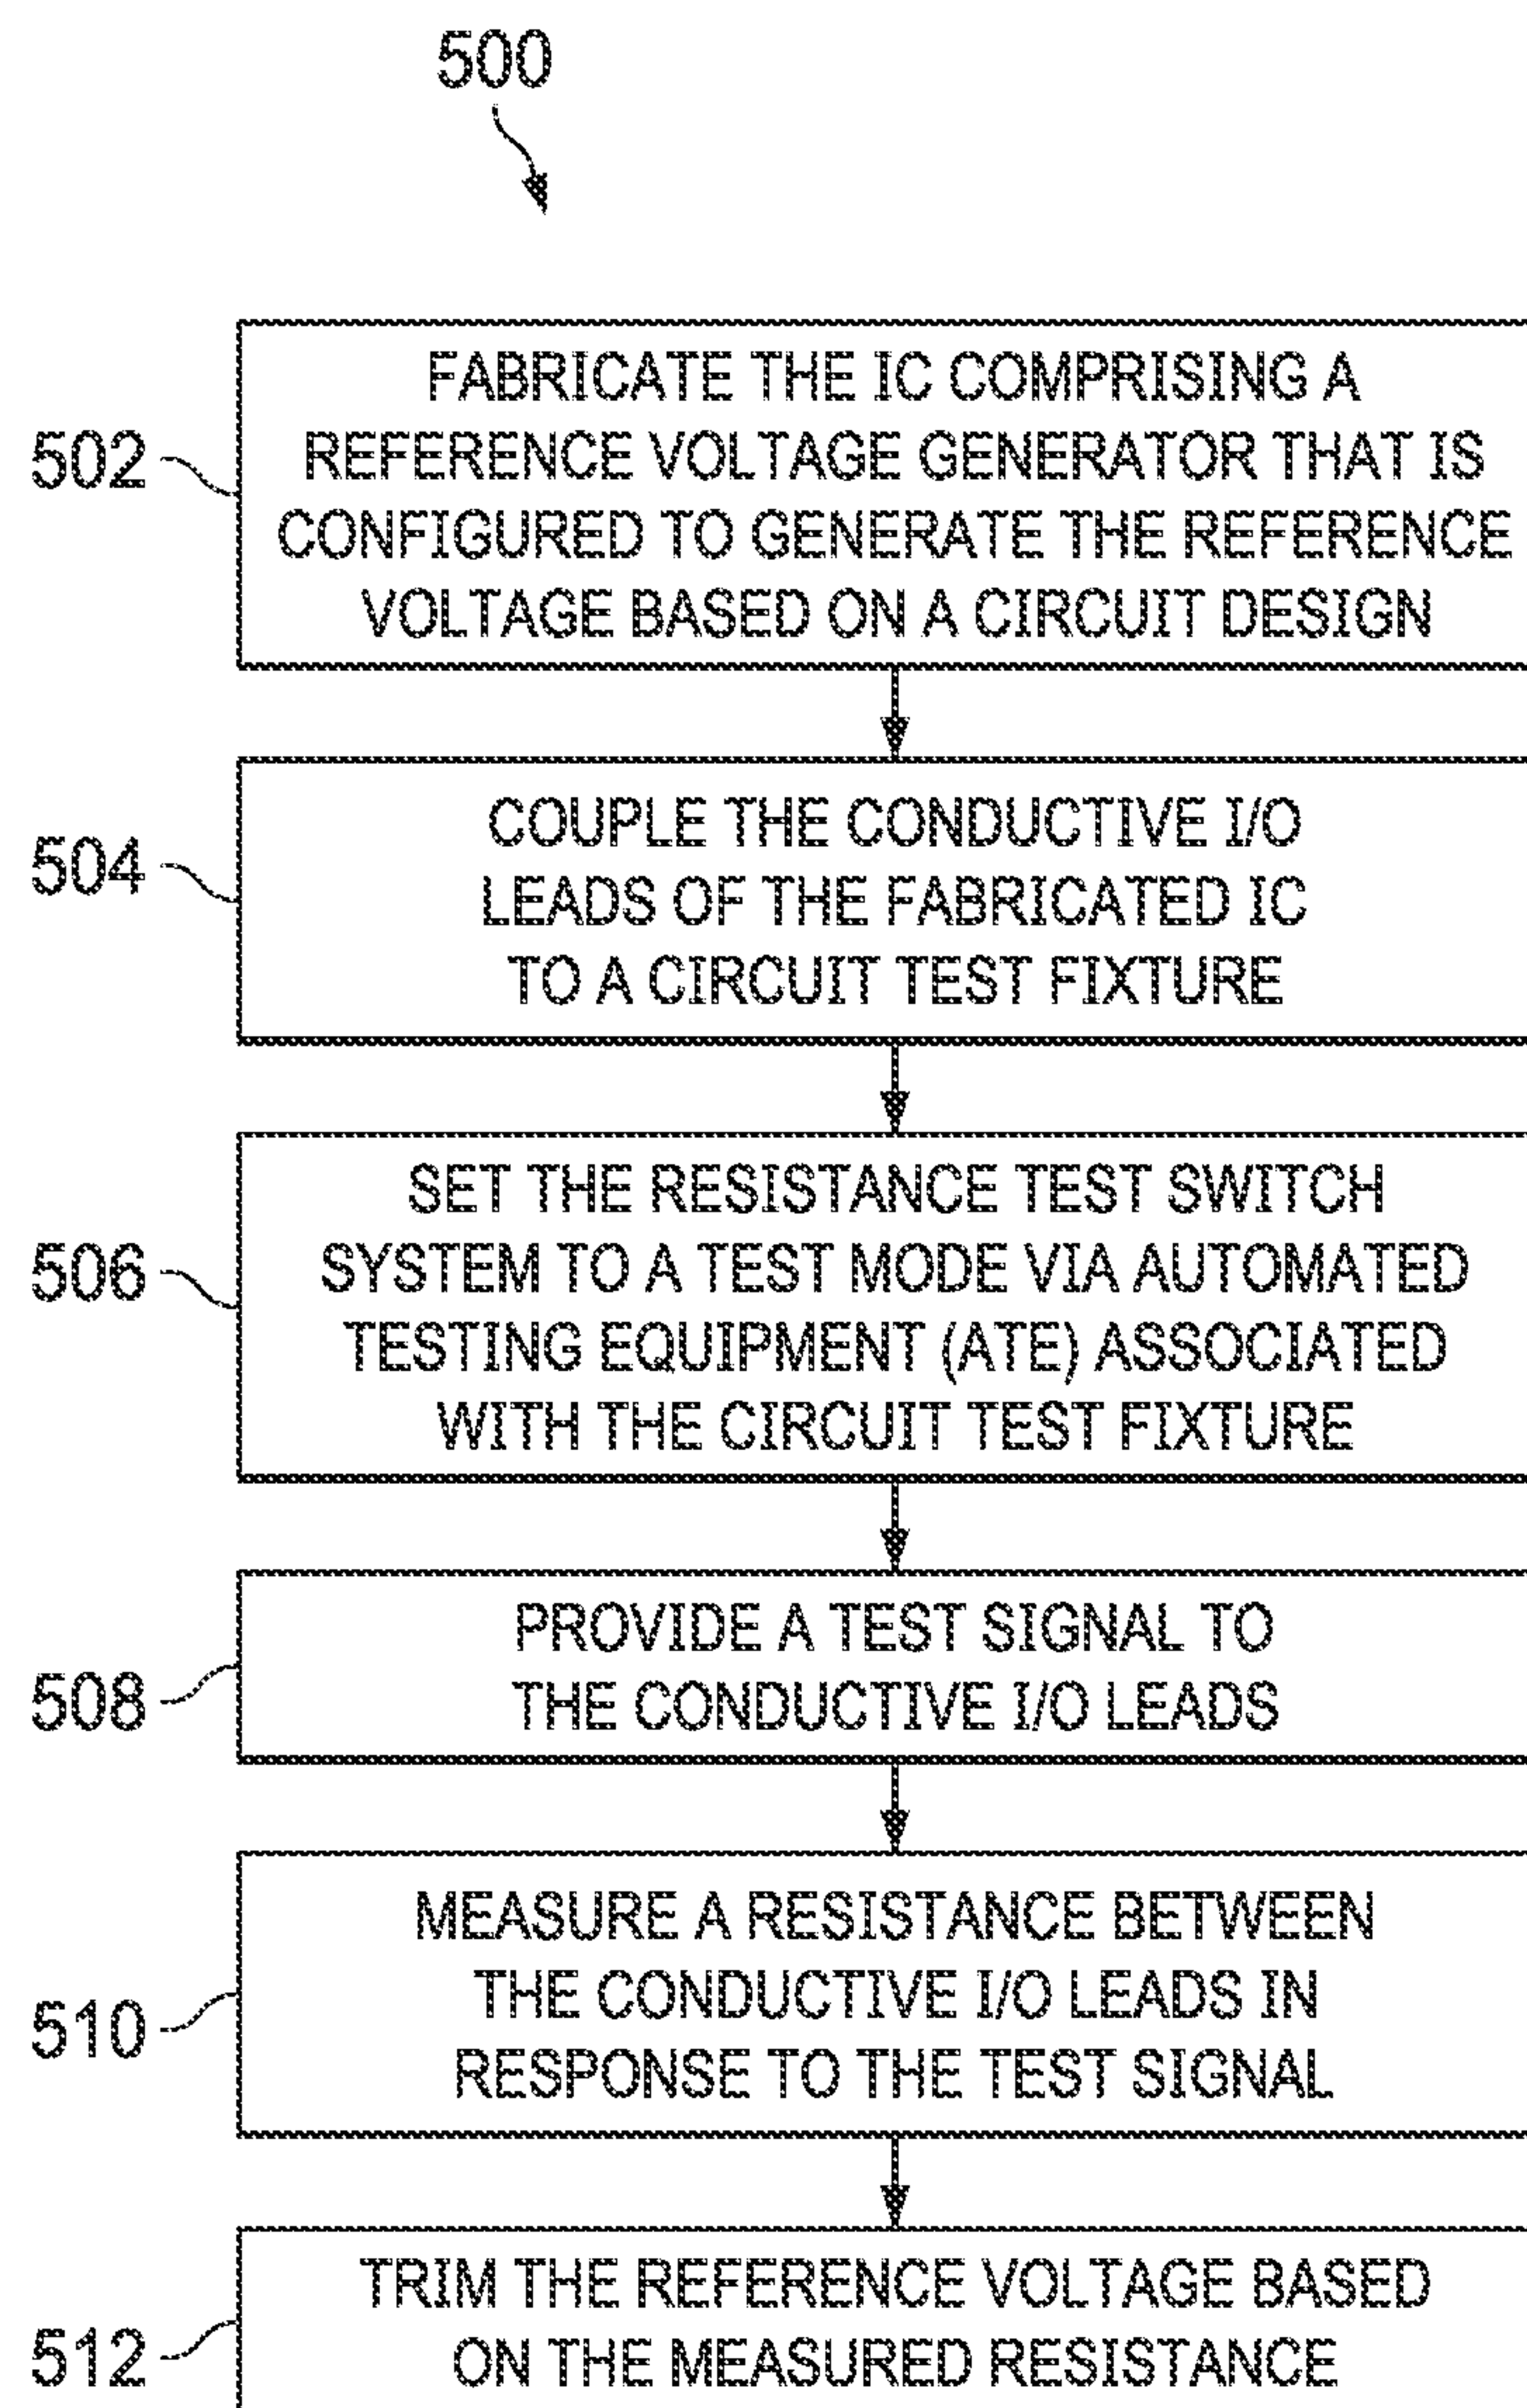 500
502
FABRICATE THE IC COMPRISING A
REFERENCE VOLTAGE GENERATOR THAT IS
CONFIGURED TO GENERATE THE REFERENCE
VOLTAGE BASED ON A CIRCUIT DESIGN
504
COUPLE THE CONDUCTIVE I/O
LEADS OF THE FABRICATED IC
TO A CIRCUIT TEST FIXTURE
506
SET THE RESISTANCE TEST SWITCH
SYSTEM TO A TEST MODE VIA AUTOMATED
TESTING EQUIPMENT (ATE) ASSOCIATED
WITH THE CIRCUIT TEST FIXTURE
508
PROVIDE A TEST SIGNAL TO
THE CONDUCTIVE I/O LEADS
510
MEASURE A RESISTANCE BETWEEN
THE CONDUCTIVE I/O LEADS IN
RESPONSE TO THE TEST SIGNAL
512
TRIM THE REFERENCE VOLTAGE BASED
ON THE MEASURED RESISTANCE